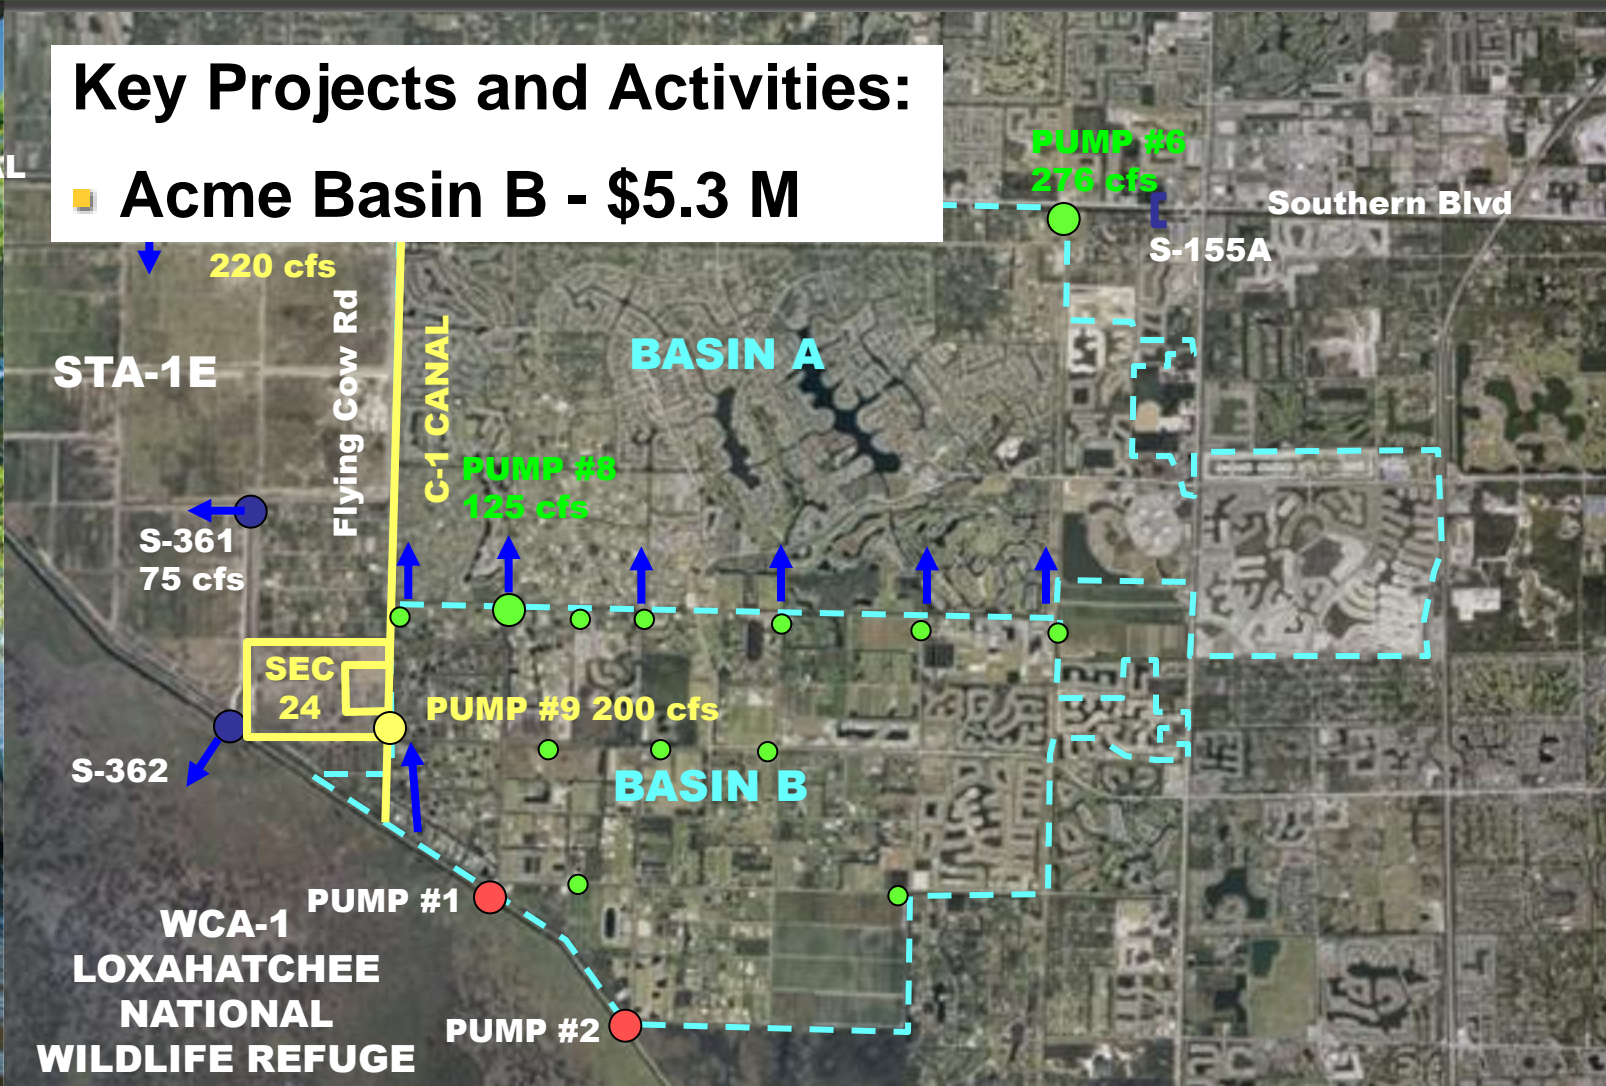 Key Projects and Activities:
Acme Basin B - $5.3 M
PUMP #6
276 cfs
Southern Blvd
S-155A
220 cfs
Flying Cow Rd
C-1 CANAL
STA-1E
BASIN A
PUMP #8
125 cfs
S-361
75 cfs
SEC
24
PUMP #9 200 cfs
S-362
BASIN B
PUMP #1
WCA-1
LOXAHATCHEE
NATIONAL
WILDLIFE REFUGE
PUMP #2